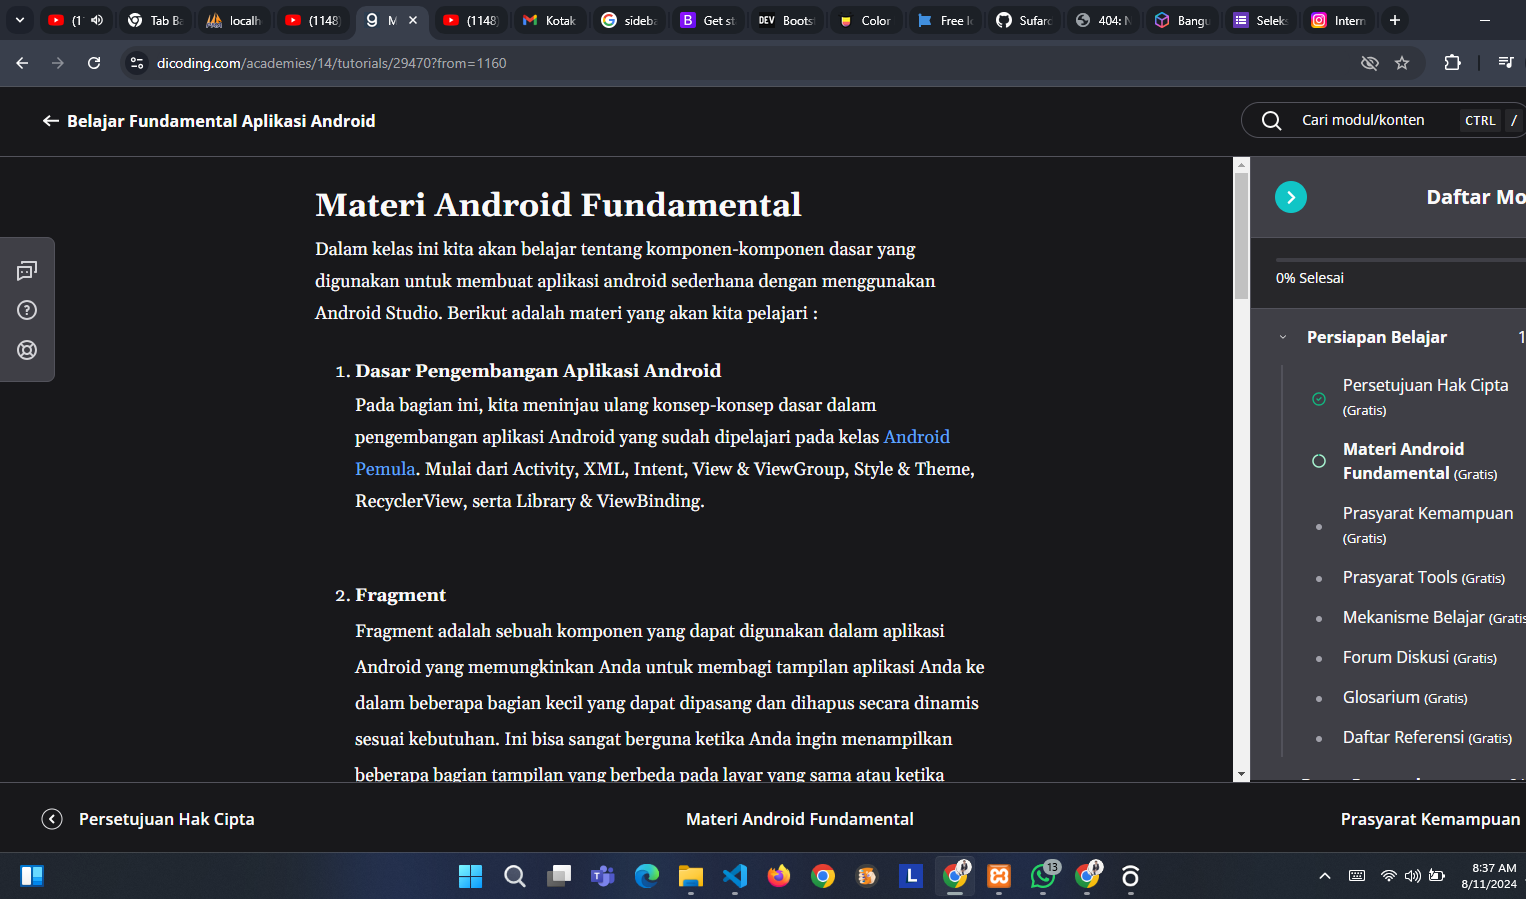 (1
Tab Ba
localh
(1148)
M
(1148)
Kotak
sideba
Get st
DEV
Boots
Color
Free Ic
Sufar
404: N
Bangu
Seleks
Intern
dicoding.com/academies/14/tutorials/29470?from=1160
Belajar Fundamental Aplikasi Android
Cari modul/konten
CTRL /
Materi Android Fundamental
Dalam kelas ini kita akan belajar tentang komponen-komponen dasar yang
digunakan untuk membuat aplikasi android sederhana dengan menggunakan
Android Studio. Berikut adalah materi yang akan kita pelajari :
1. Dasar Pengembangan Aplikasi Android
Pada bagian ini, kita meninjau ulang konsep-konsep dasar dalam
pengembangan aplikasi Android yang sudah dipelajari pada kelas Android
Pemula. Mulai dari Activity, XML, Intent, View & ViewGroup, Style & Theme,
RecyclerView, serta Library & ViewBinding.
2. Fragment
Fragment adalah sebuah komponen yang dapat digunakan dalam aplikasi
Android yang memungkinkan Anda untuk membagi tampilan aplikasi Anda ke
dalam beberapa bagian kecil yang dapat dipasang dan dihapus secara dinamis
sesuai kebutuhan. Ini bisa sangat berguna ketika Anda ingin menampilkan
beberapa bagian tampilan yang berbeda pada layar yang sama atau ketika
Daftar Mo
0% Selesai
Persiapan Belajar 1
Persetujuan Hak Cipta
(Gratis)
Materi Android
Fundamental (Gratis)
Prasyarat Kemampuan
(Gratis)
Prasyarat Tools (Gratis)
Mekanisme Belajar (Gratis
Forum Diskusi (Gratis)
Glosarium (Gratis)
Daftar Referensi (Gratis)
Persetujuan Hak Cipta
Materi Android Fundamental
Prasyarat Kemampuan
L
13
8:37 AM
8/11/2024